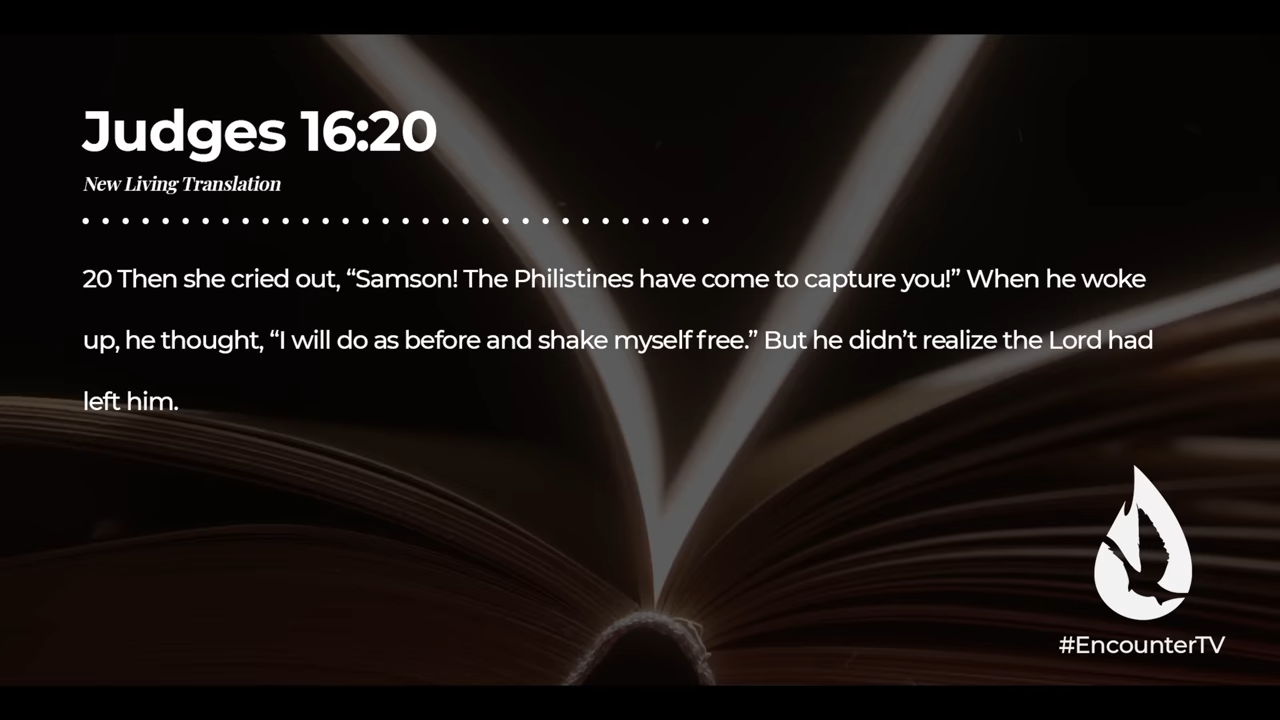 Judges 16:20
New Living Translation
20 Then she cried out, “Samson! The Philistines have come to capture you!” When he woke
up, he thought, “I will do as before and shake myself free.” But he didn’t realize the Lord had
left him.
#EncounterTV